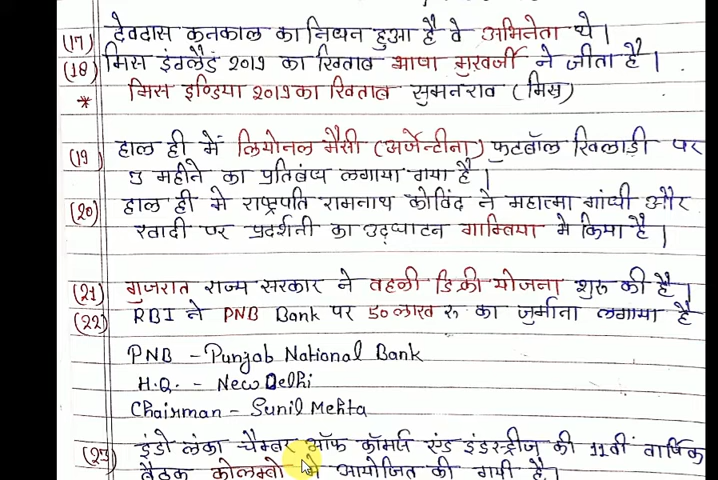 (17) देवदास कनकाल का निधन हुआ है वे अभिनेता थे।
(18) मिस इंग्लैंड 2019 का खिताब भाषा मुखर्जी ने जीता है।
* मिस इण्डिया 2019 का खिताब सुमनराव (मिस)
(19 हाल ही में लियोनल मैसी (अर्जेन्टीना) फुटबॉल खिलाडी पर
3 महीने का प्रतिबंध लगाया गया है।
(20) हाल ही मे राष्ट्रपति रामनाथ कोविंद ने महात्मा गांधी और
खादी पर प्रदर्शनी का उद्घाटन गाम्बिया मे किया है।
(21) गुजरात राज्य सरकार ने वहली डिक्री योजना शुरू की है।
(22) RBI ने PNB Bank पर 50 लाख रु का जुर्माना लगाया है
PNB - Punjab National Bank
H.Q. - New Delhi
Chairman - Sunil Mehta
(23) इंडो लंका चैम्बर ऑफ कॉमर्स एंड इंडस्ट्रीज की 11वीं वार्षिक
बैठक कोलम्बो मे आयोजित की गयी है।